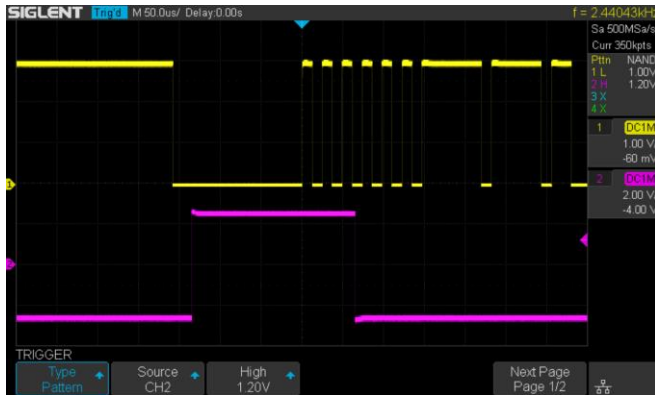 SIGLENT Trig'd M 50.0us/ Delay:0.00s f = 2.44043kHz
Sa 500MSa/s
Curr 350kpts
Pttn NAND
1 L 1.00V
2 H 1.20V
3 X
4 X
1 DC1M
1.00 V/
-60 mV
2 DC1M
2.00 V/
-4.00 V
1
2
TRIGGER
Type Source High Next Page
Pattern CH2 1.20V Page 1/2